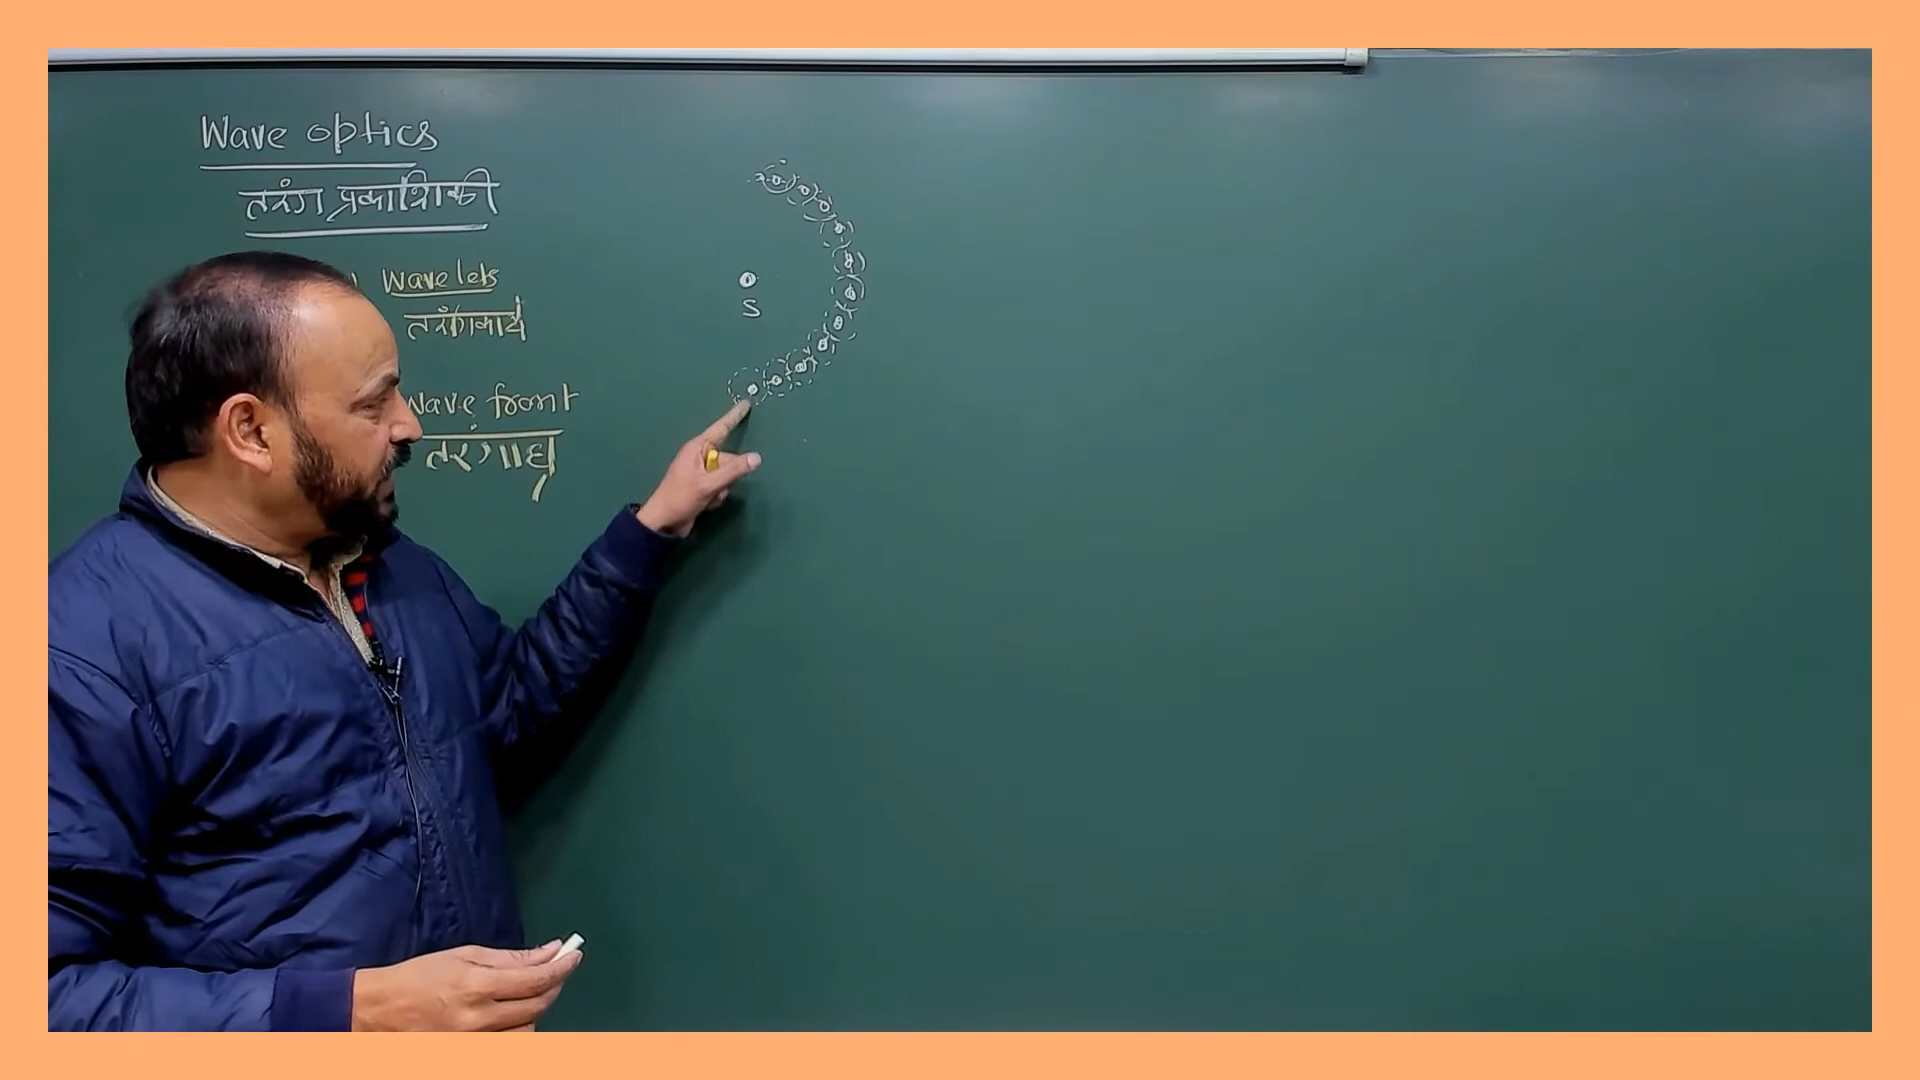 Wave optics
तरंग प्रकाशिकी
wavelets
तरंगिकायें
wave front
तरंगाग्र
S